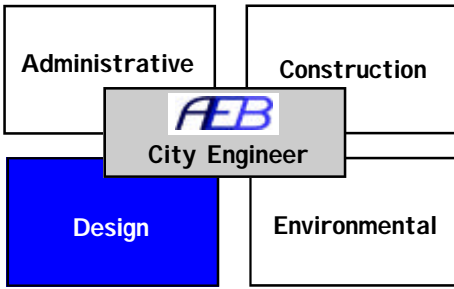 Administrative
Construction
AEB
City Engineer
Design
Environmental